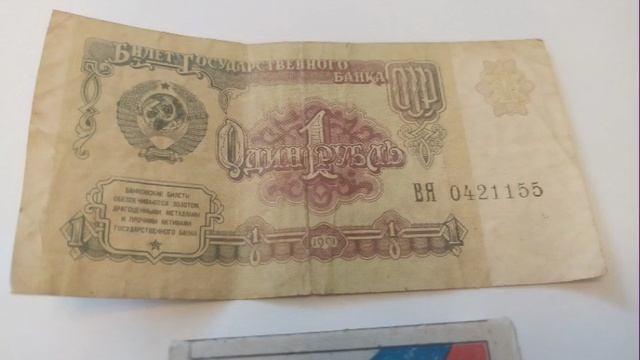 Билет Государственного
Банка
Один 1 рубль
Банковские билеты
обеспечиваются золотом,
драгоценными металлами
и прочими активами
Государственного банка
ВЯ 0421155
1 1 1961 1 1